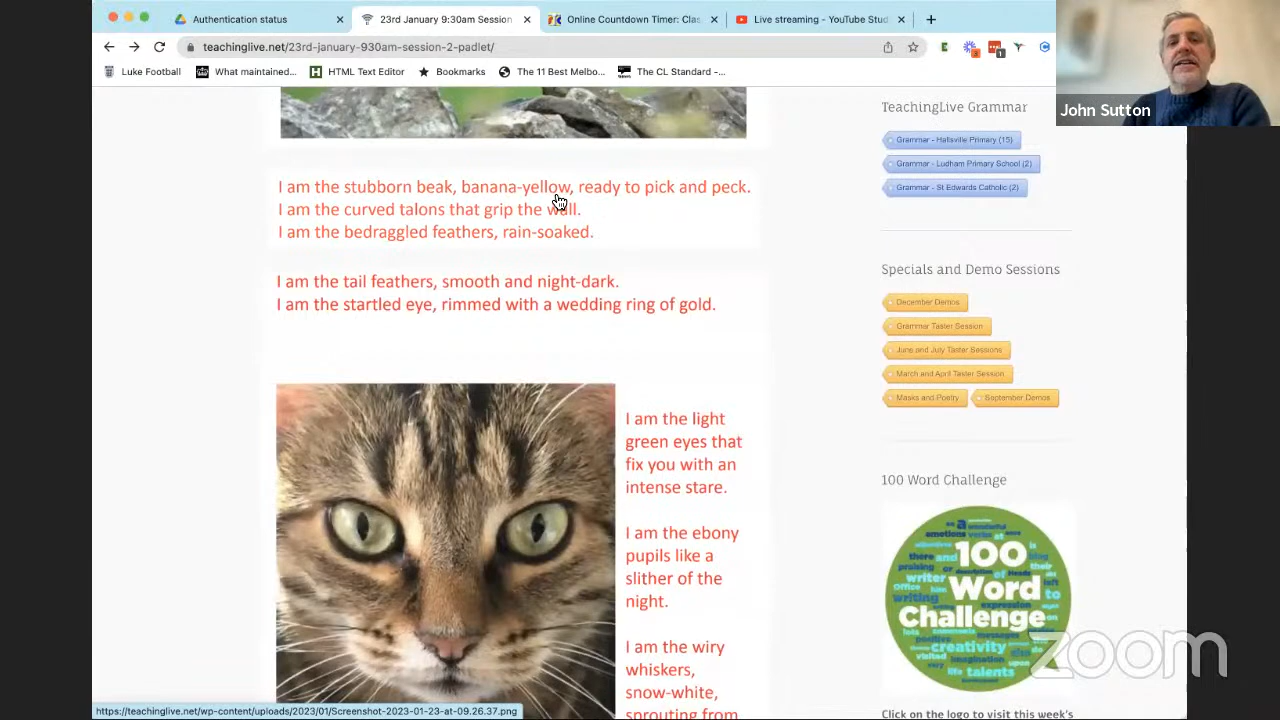 Authentication status
23rd January 9:30am Session
Online Countdown Timer: Clas
Live streaming - YouTube Stud
teachinglive.net/23rd-january-930am-session-2-padlet/
Luke Football
What maintained...
HTML Text Editor
Bookmarks
The 11 Best Melbo...
The CL Standard -...
John Sutton
I am the stubborn beak, banana-yellow, ready to pick and peck.
I am the curved talons that grip the wall.
I am the bedraggled feathers, rain-soaked.
I am the tail feathers, smooth and night-dark.
I am the startled eye, rimmed with a wedding ring of gold.
I am the light
green eyes that
fix you with an
intense stare.
I am the ebony
pupils like a
slither of the
night.
I am the wiry
whiskers,
snow-white,
sprouting from
TeachingLive Grammar
Grammar - Hallsville Primary (15)
Grammar - Ludham Primary School (2)
Grammar - St Edwards Catholic (2)
Specials and Demo Sessions
December Demos
Grammar Taster Session
June and July Taster Sessions
March and April Taster Session
Masks and Poetry
September Demos
100 Word Challenge
100
Word
Challenge
creativity
talents
zoom
Click on the logo to visit this week's
https://teachinglive.net/wp-content/uploads/2023/01/Screenshot-2023-01-23-at-09.26.37.png